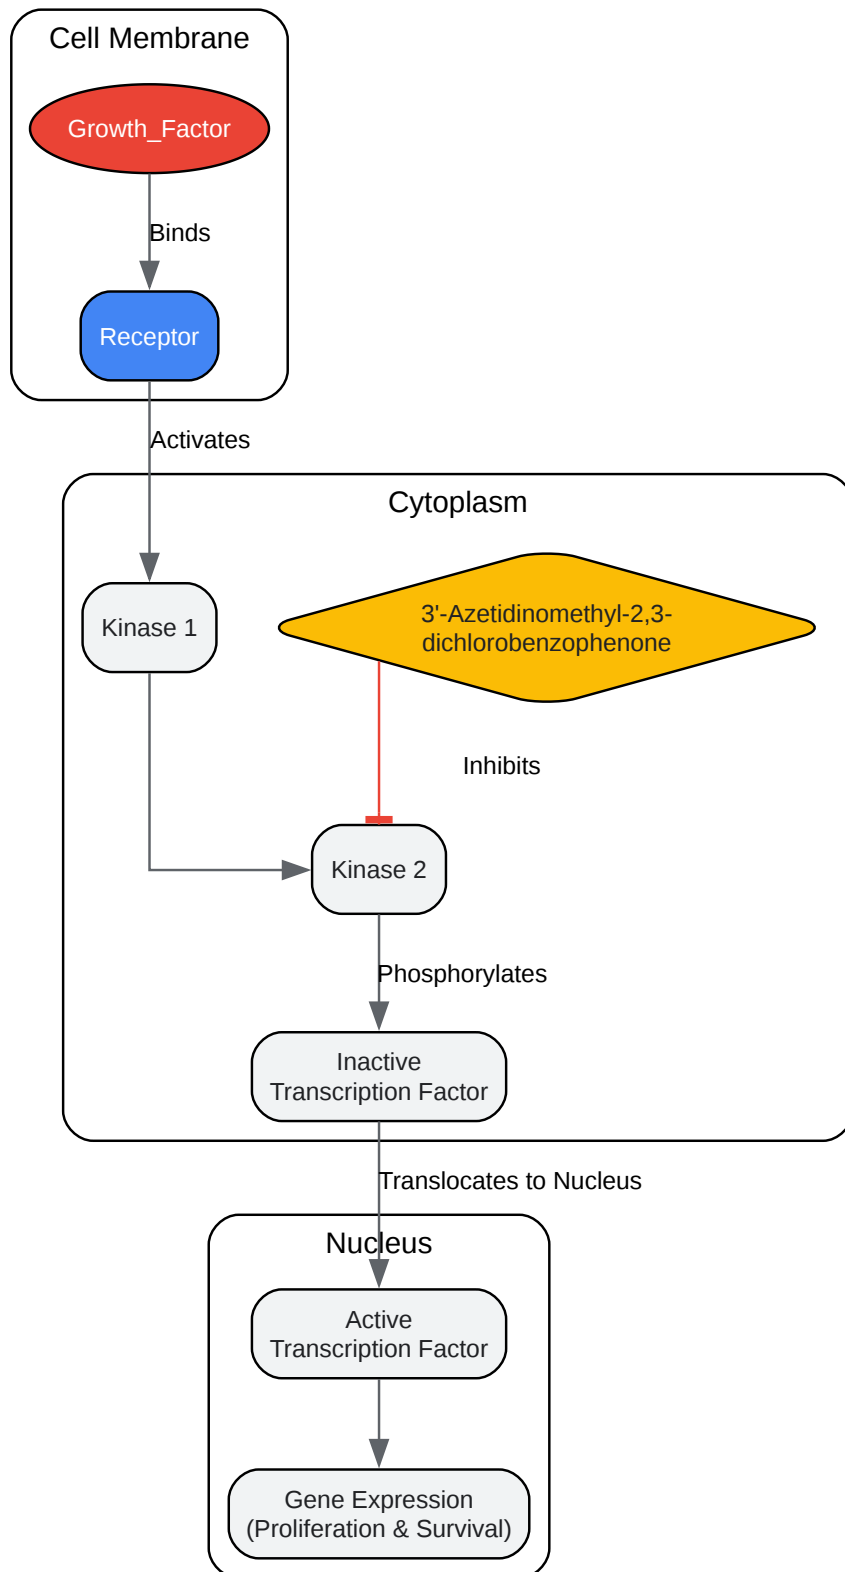 Cell Membrane
Growth_Factor
Binds
Receptor
Activates
Cytoplasm
Kinase 1
3'-Azetidinomethyl-2,3-
dichlorobenzophenone
Inhibits
Kinase 2
Phosphorylates
Inactive
Transcription Factor
Translocates to Nucleus
Nucleus
Active
Transcription Factor
Gene Expression
(Proliferation & Survival)